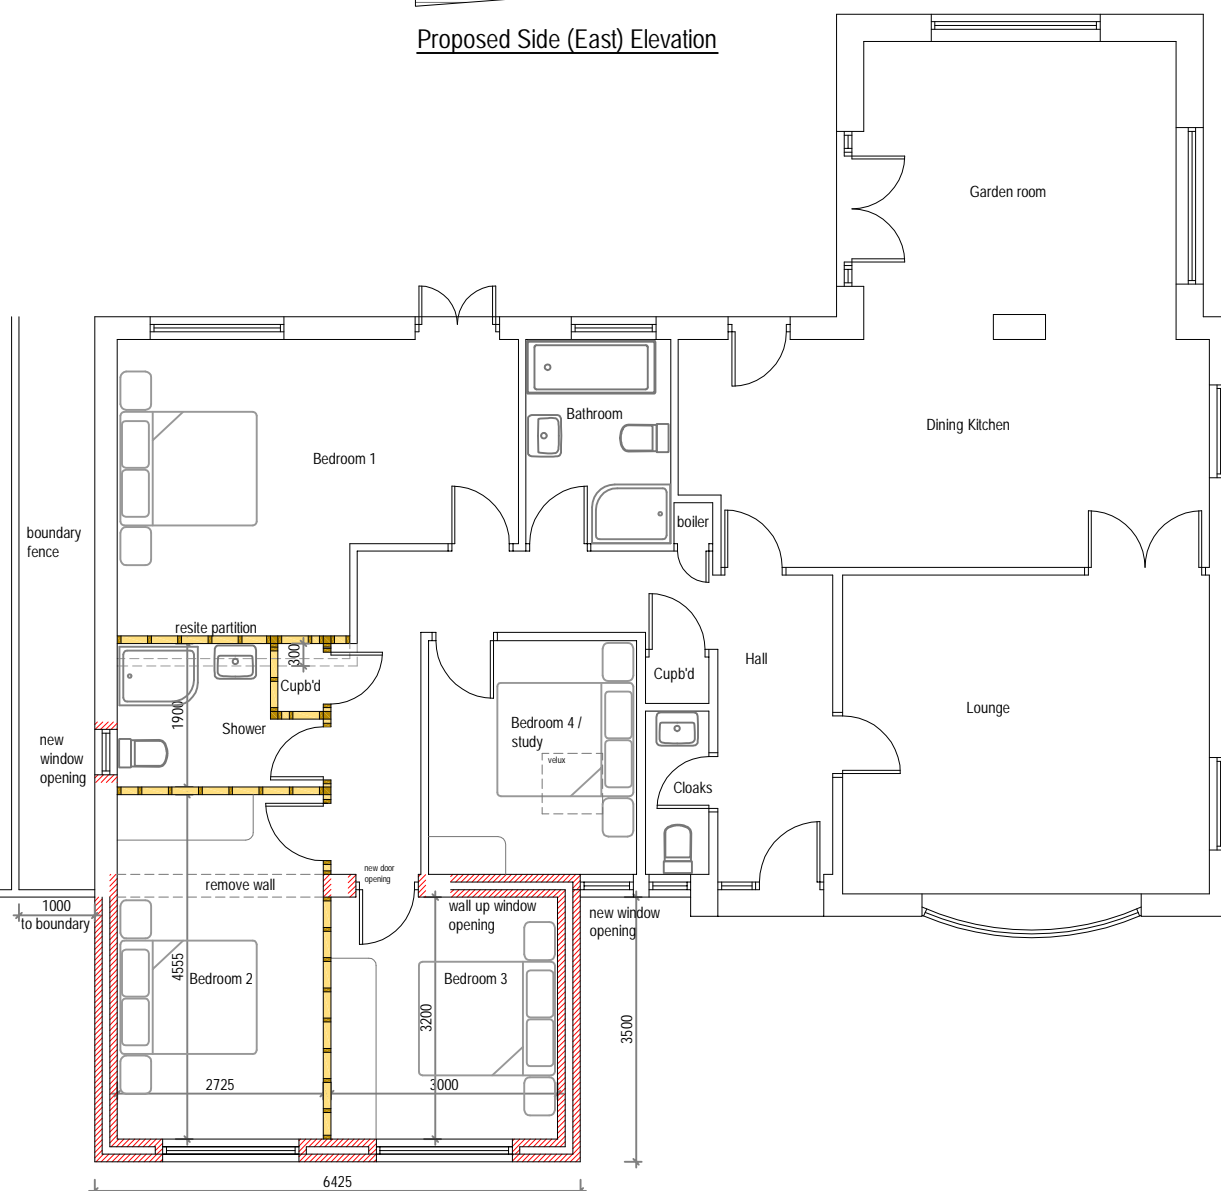 Proposed Side (East) Elevation
Garden room
Bathroom
Dining Kitchen
Bedroom 1
boiler
boundary
fence
resite partition
300
Cupb'd
Cupb'd
Hall
1900
Shower
Bedroom 4 /
study
velux
Lounge
new
window
opening
Cloaks
new door
opening
remove wall
1000
to boundary
wall up window
opening
new window
opening
4555
Bedroom 2
Bedroom 3
3200
3500
2725
3000
6425